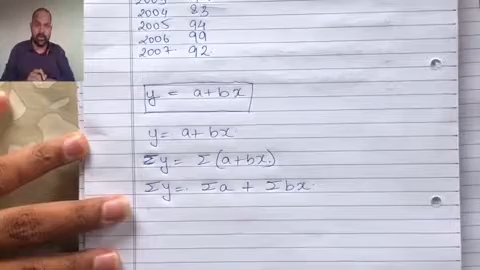 2004 83
2005 94
2006 99
2007 92
y = a+bx
y = a+bx
Σy = Σ(a+bx)
Σy = Σa + Σbx